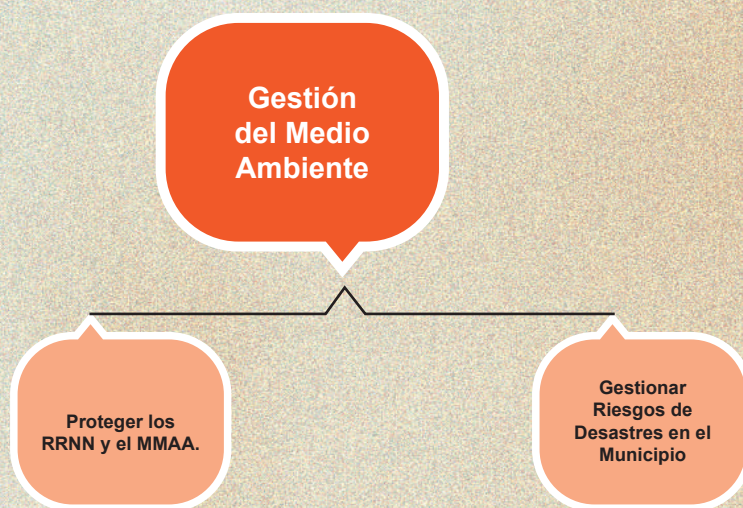 Gestión
del Medio
Ambiente
Proteger los
RRNN y el MMAA.
Gestionar
Riesgos de
Desastres en el
Municipio